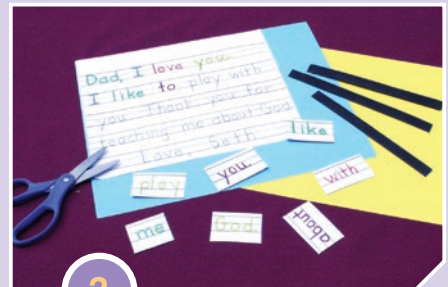 Dad, I love you.
I like to play with
you. Thank you for
teaching me about God.
Love, Seth
like
play
you.
with
me
God.
about
2